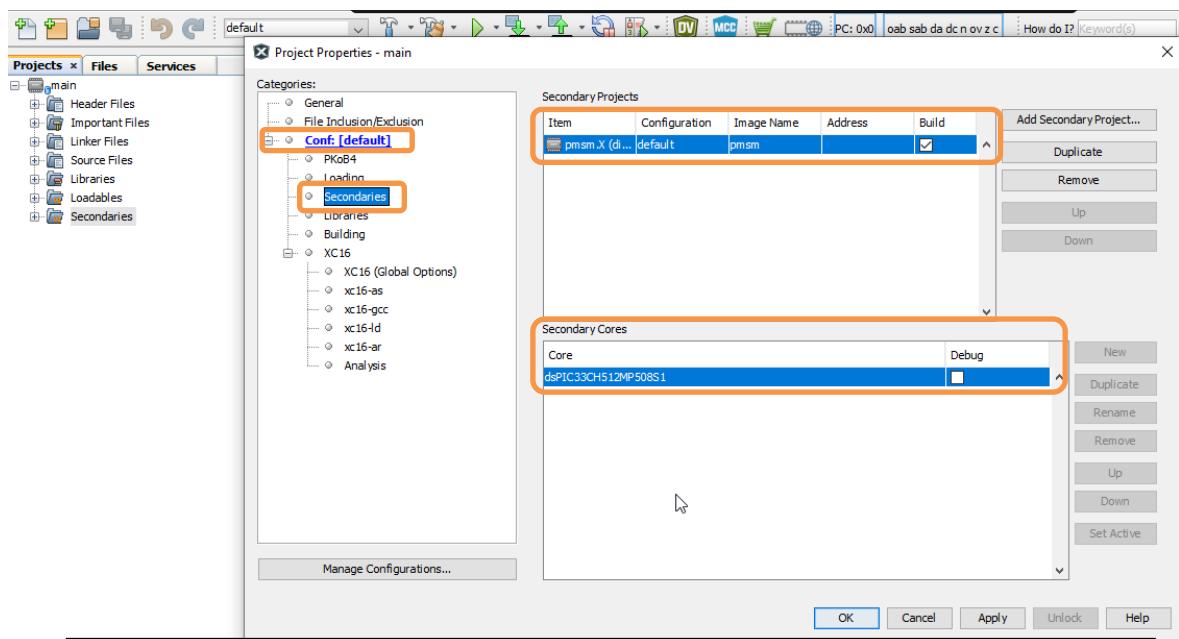 default
DV
MCC
PC: 0x0
oab sab da dc n ov z c
How do I?
Keyword(s)
Projects x
Files
Services
main
Header Files
Important Files
Linker Files
Source Files
Libraries
Loadables
Secondaries
Project Properties - main
Categories:
General
File Inclusion/Exclusion
Conf: [default]
PKoB4
Loading
Secondaries
Libraries
Building
XC16
XC16 (Global Options)
xc16-as
xc16-gcc
xc16-ld
xc16-ar
Analysis
Manage Configurations...
Secondary Projects
Item Configuration Image Name Address Build
pmsm.X (di... default pmsm
Add Secondary Project...
Duplicate
Remove
Up
Down
Secondary Cores
Core Debug
dsPIC33CH512MP508S1
New
Duplicate
Rename
Remove
Up
Down
Set Active
OK Cancel Apply Unlock Help